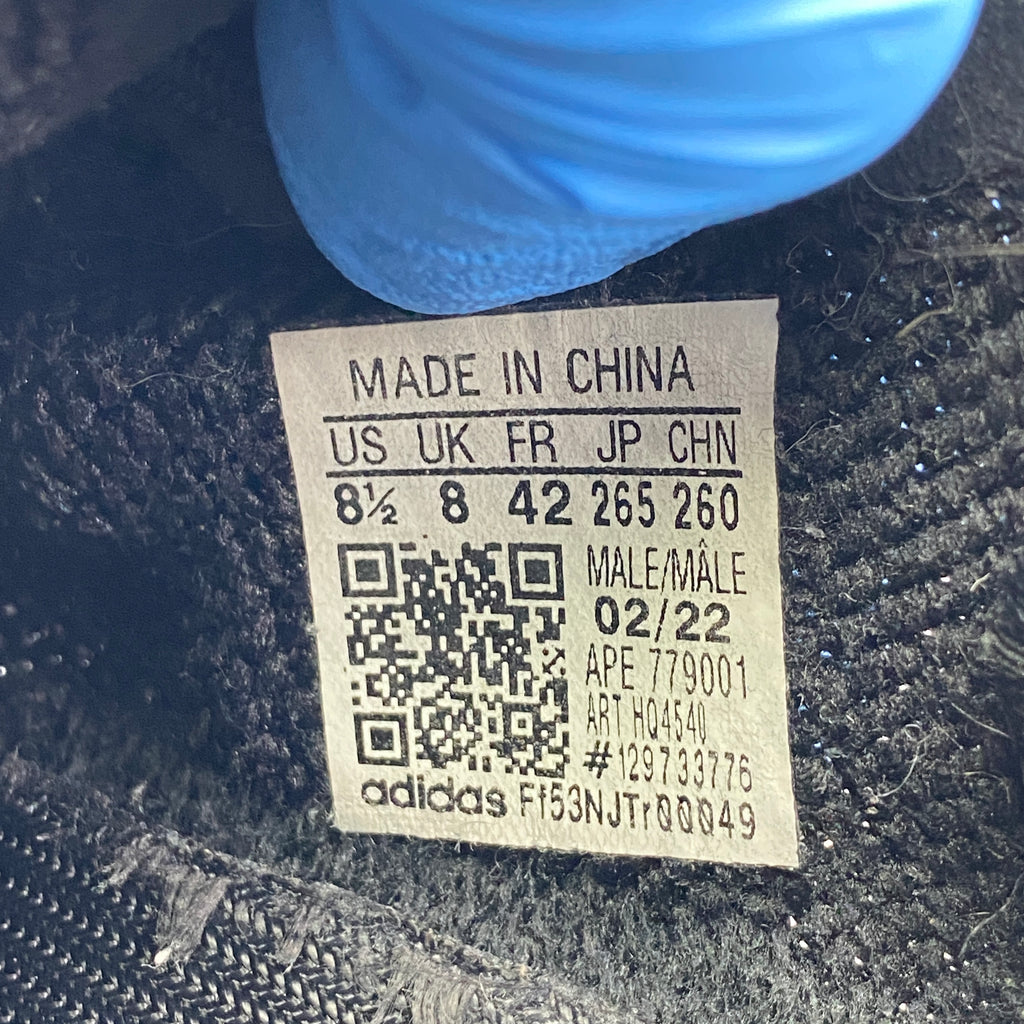 MADE IN CHINA
US UK FR JP CHN
8½ 8 42 265 260
MALE/MÂLE
02/22
APE 779001
ART HQ4540
#129733776
adidas Ff53NJTr00049